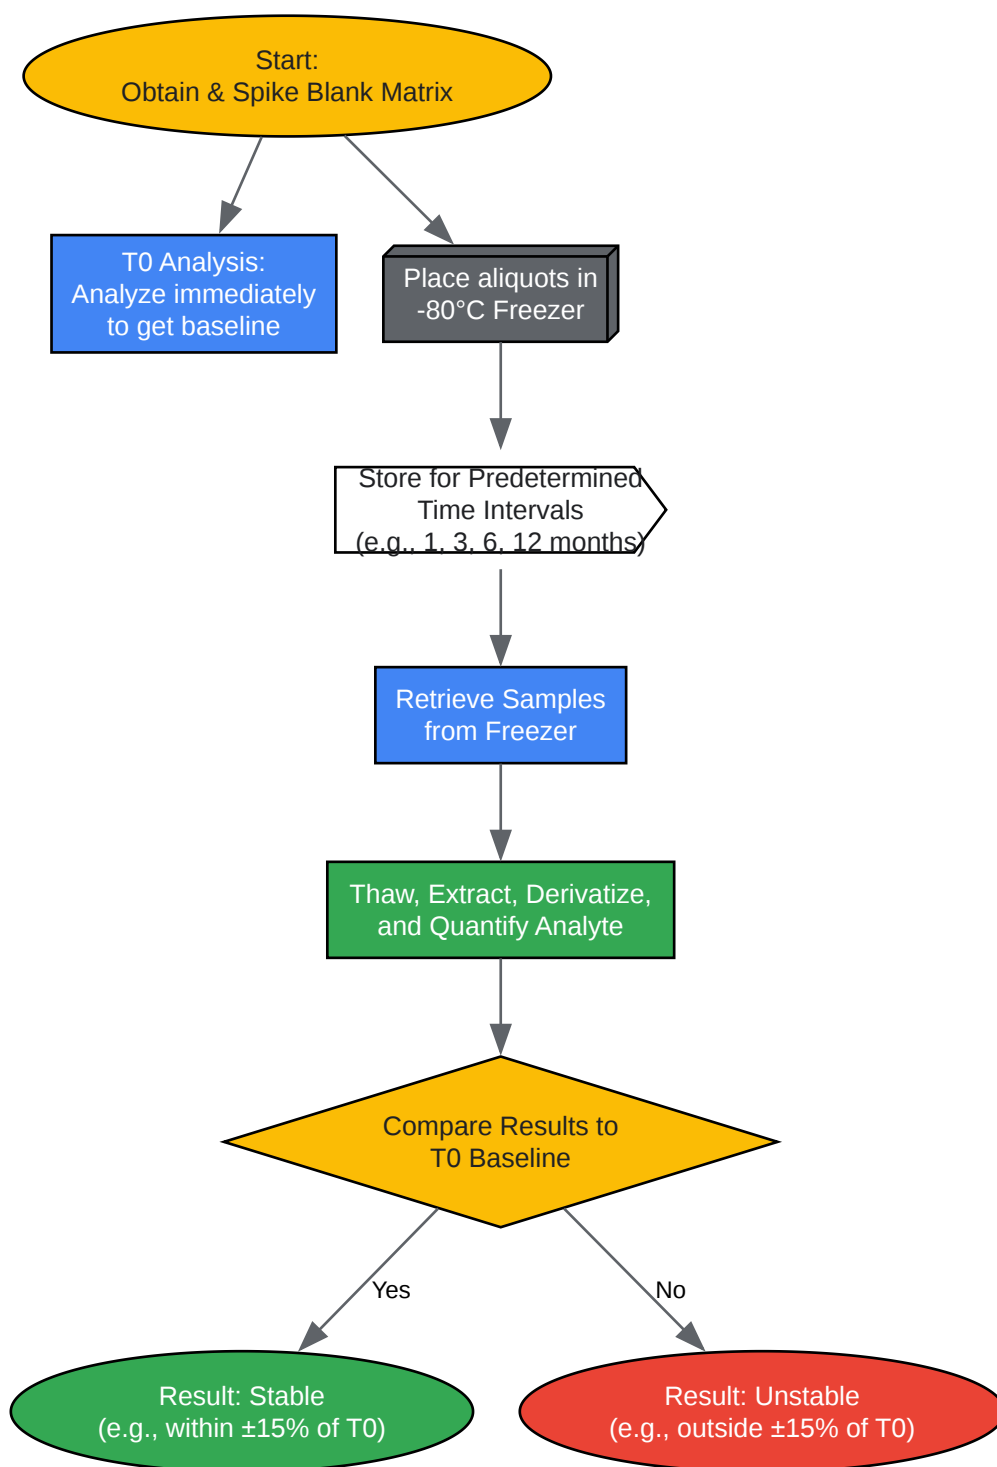 Start:
Obtain & Spike Blank Matrix
T0 Analysis:
Analyze immediately
to get baseline
Place aliquots in
-80°C Freezer
Store for Predetermined
Time Intervals
(e.g., 1, 3, 6, 12 months)
Retrieve Samples
from Freezer
Thaw, Extract, Derivatize,
and Quantify Analyte
Compare Results to
T0 Baseline
Yes
No
Result: Stable
(e.g., within ±15% of T0)
Result: Unstable
(e.g., outside ±15% of T0)